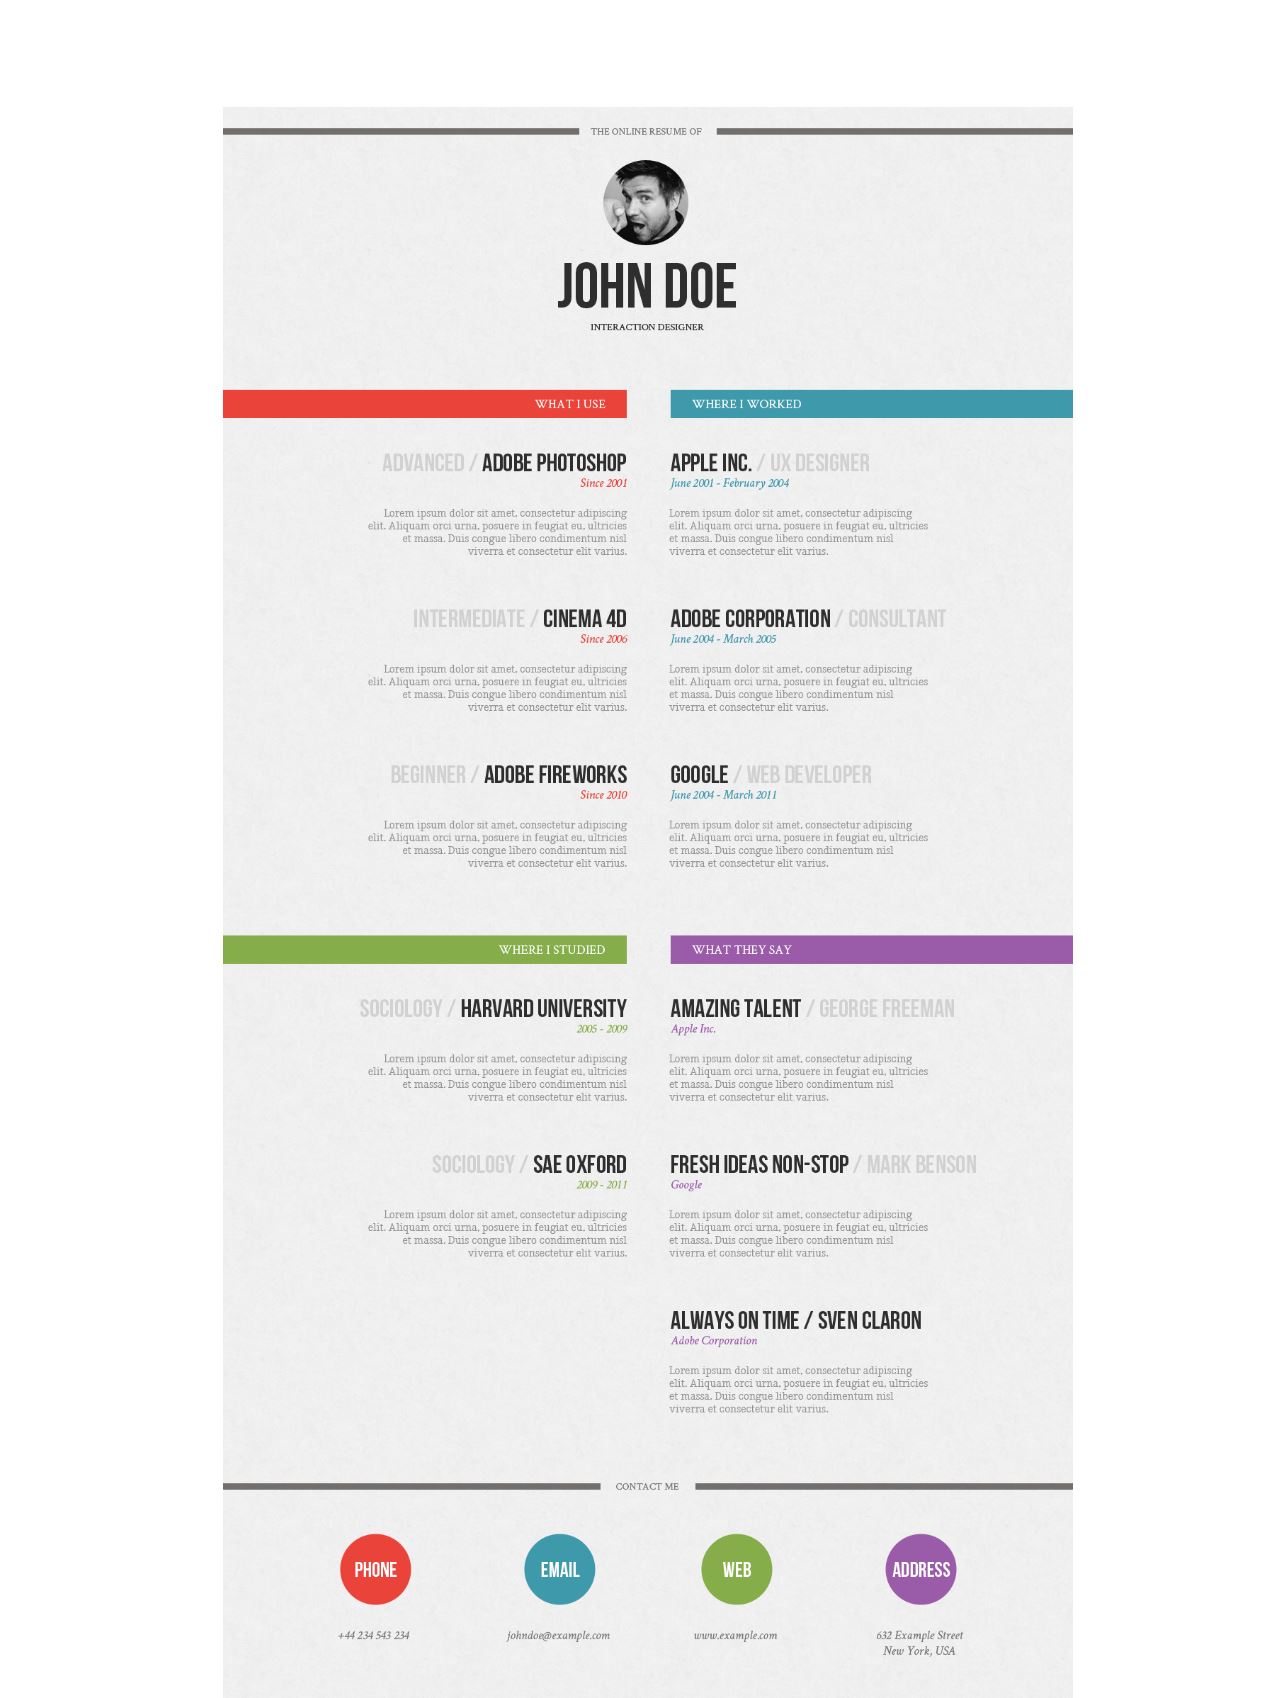 THE ONLINE RESUME OF
JOHN DOE
INTERACTION DESIGNER
WHAT I USE
ADVANCED / ADOBE PHOTOSHOP
Since 2001
Lorem ipsum dolor sit amet, consectetur adipiscing
elit. Aliquam orci urna, posuere in feugiat eu, ultricies
et massa. Duis congue libero condimentum nisl
viverra et consectetur elit varius.
INTERMEDIATE / CINEMA 4D
Since 2006
Lorem ipsum dolor sit amet, consectetur adipiscing
elit. Aliquam orci urna, posuere in feugiat eu, ultricies
et massa. Duis congue libero condimentum nisl
viverra et consectetur elit varius.
BEGINNER / ADOBE FIREWORKS
Since 2010
Lorem ipsum dolor sit amet, consectetur adipiscing
elit. Aliquam orci urna, posuere in feugiat eu, ultricies
et massa. Duis congue libero condimentum nisl
viverra et consectetur elit varius.
WHERE I WORKED
APPLE INC. / UX DESIGNER
June 2001 - February 2004
Lorem ipsum dolor sit amet, consectetur adipiscing
elit. Aliquam orci urna, posuere in feugiat eu, ultricies
et massa. Duis congue libero condimentum nisl
viverra et consectetur elit varius.
ADOBE CORPORATION / CONSULTANT
June 2004 - March 2005
Lorem ipsum dolor sit amet, consectetur adipiscing
elit. Aliquam orci urna, posuere in feugiat eu, ultricies
et massa. Duis congue libero condimentum nisl
viverra et consectetur elit varius.
GOOGLE / WEB DEVELOPER
June 2004 - March 2011
Lorem ipsum dolor sit amet, consectetur adipiscing
elit. Aliquam orci urna, posuere in feugiat eu, ultricies
et massa. Duis congue libero condimentum nisl
viverra et consectetur elit varius.
WHERE I STUDIED
SOCIOLOGY / HARVARD UNIVERSITY
2005 - 2009
Lorem ipsum dolor sit amet, consectetur adipiscing
elit. Aliquam orci urna, posuere in feugiat eu, ultricies
et massa. Duis congue libero condimentum nisl
viverra et consectetur elit varius.
SOCIOLOGY / SAE OXFORD
2009 - 2011
Lorem ipsum dolor sit amet, consectetur adipiscing
elit. Aliquam orci urna, posuere in feugiat eu, ultricies
et massa. Duis congue libero condimentum nisl
viverra et consectetur elit varius.
WHAT THEY SAY
AMAZING TALENT / GEORGE FREEMAN
Apple Inc.
Lorem ipsum dolor sit amet, consectetur adipiscing
elit. Aliquam orci urna, posuere in feugiat eu, ultricies
et massa. Duis congue libero condimentum nisl
viverra et consectetur elit varius.
FRESH IDEAS NON-STOP / MARK BENSON
Google
Lorem ipsum dolor sit amet, consectetur adipiscing
elit. Aliquam orci urna, posuere in feugiat eu, ultricies
et massa. Duis congue libero condimentum nisl
viverra et consectetur elit varius.
ALWAYS ON TIME / SVEN CLARON
Adobe Corporation
Lorem ipsum dolor sit amet, consectetur adipiscing
elit. Aliquam orci urna, posuere in feugiat eu, ultricies
et massa. Duis congue libero condimentum nisl
viverra et consectetur elit varius.
CONTACT ME
PHONE
+44 234 543 234
EMAIL
johndoe@example.com
WEB
www.example.com
ADDRESS
632 Example Street
New York, USA